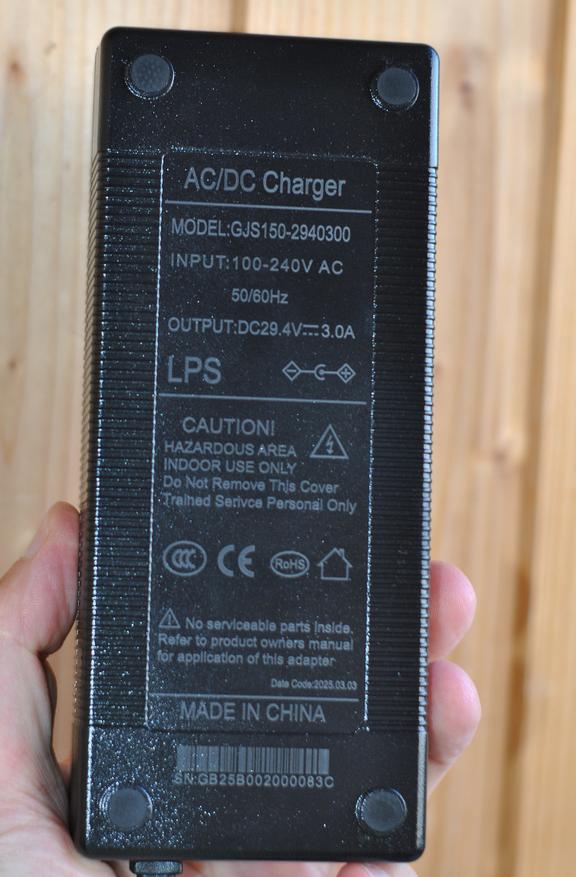 AC/DC Charger
MODEL:GJS150-2940300
INPUT:100-240V AC
50/60Hz
OUTPUT:DC29.4V⎓3.0A
LPS
CAUTION!
HAZARDOUS AREA
INDOOR USE ONLY
Do Not Remove This Cover
Trained Serivce Personal Only
CCC CE RoHS
No serviceable parts inside.
Refer to product owners manual
for application of this adapter
Date Code:2025.03.03
MADE IN CHINA
SN:GB25B002000083C